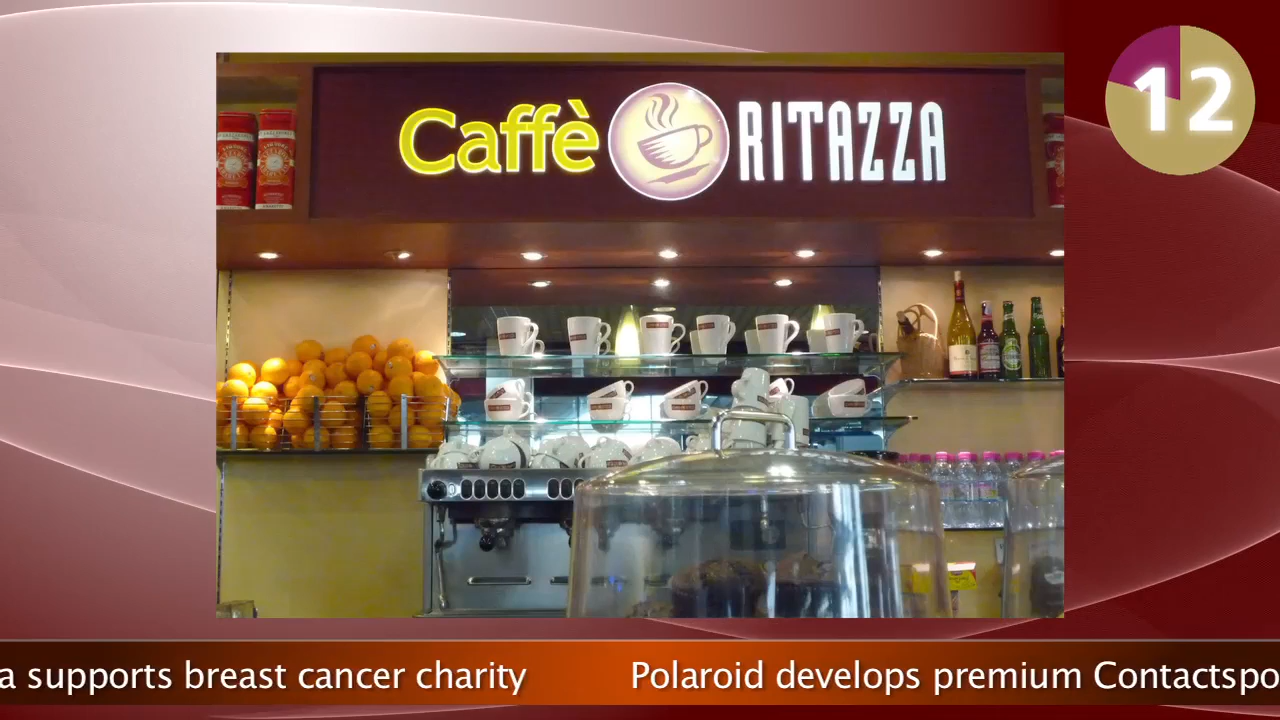 Caffè RITAZZA
12
a supports breast cancer charity
Polaroid develops premium Contactspo